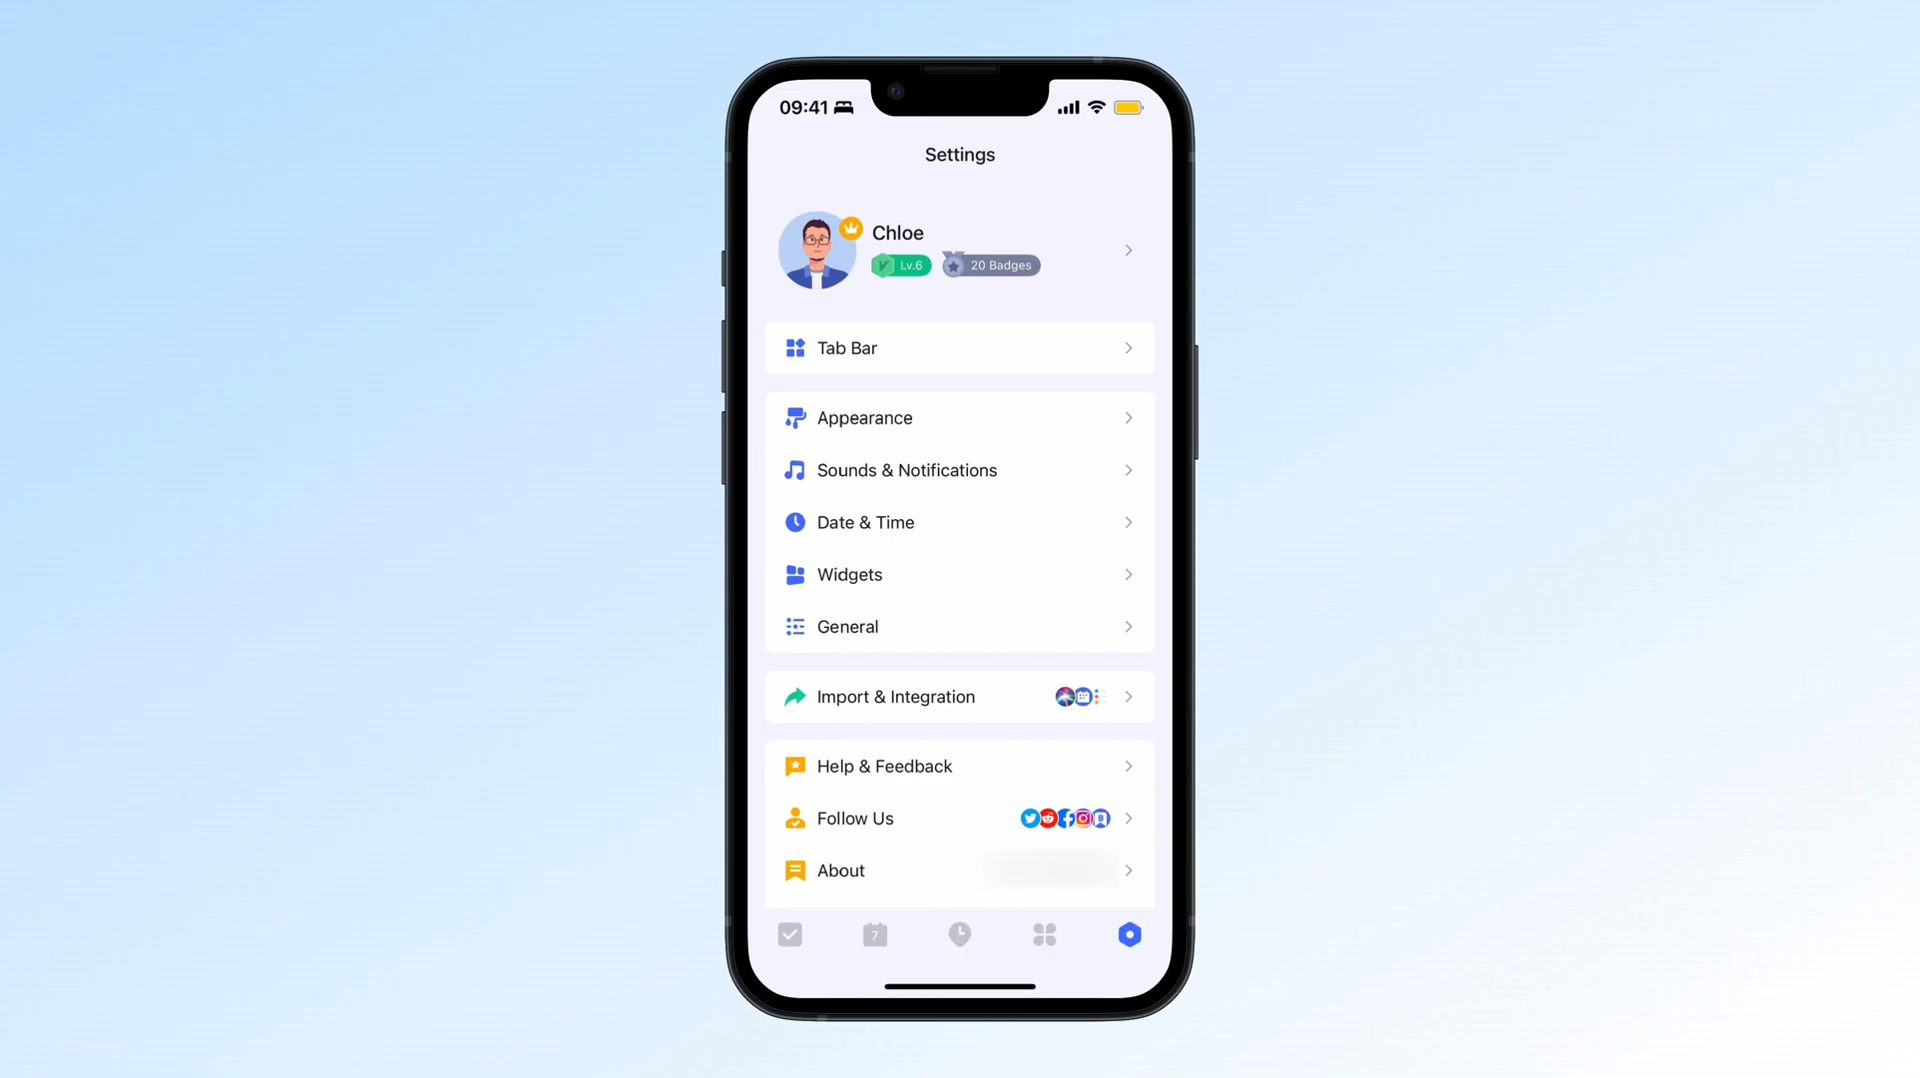 09:41
Settings
Chloe
Lv.6 20 Badges
Tab Bar
Appearance
Sounds & Notifications
Date & Time
Widgets
General
Import & Integration
Help & Feedback
Follow Us
About
7